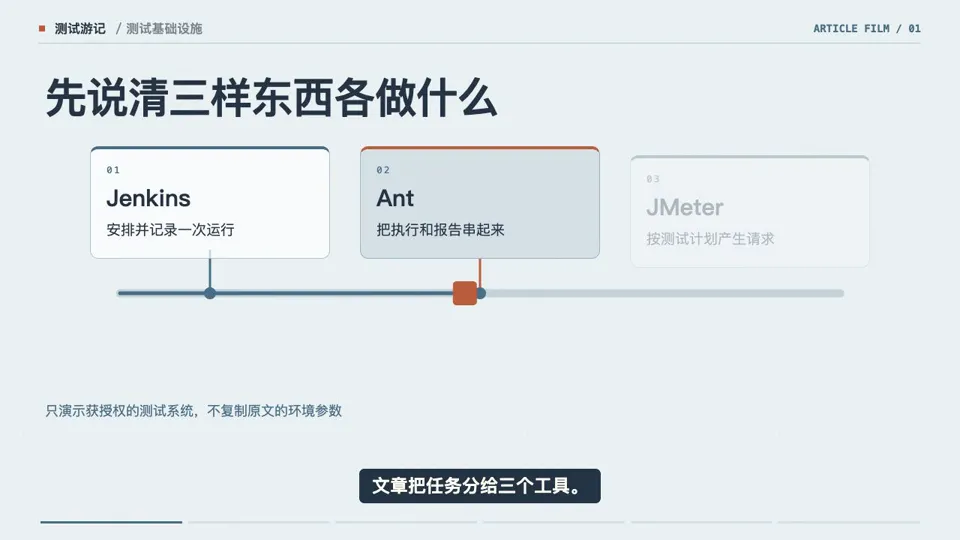 测试游记 / 测试基础设施
ARTICLE FILM / 01
先说清三样东西各做什么
01
Jenkins
安排并记录一次运行
02
Ant
把执行和报告串起来
03
JMeter
按测试计划产生请求
只演示获授权的测试系统，不复制原文的环境参数
文章把任务分给三个工具。